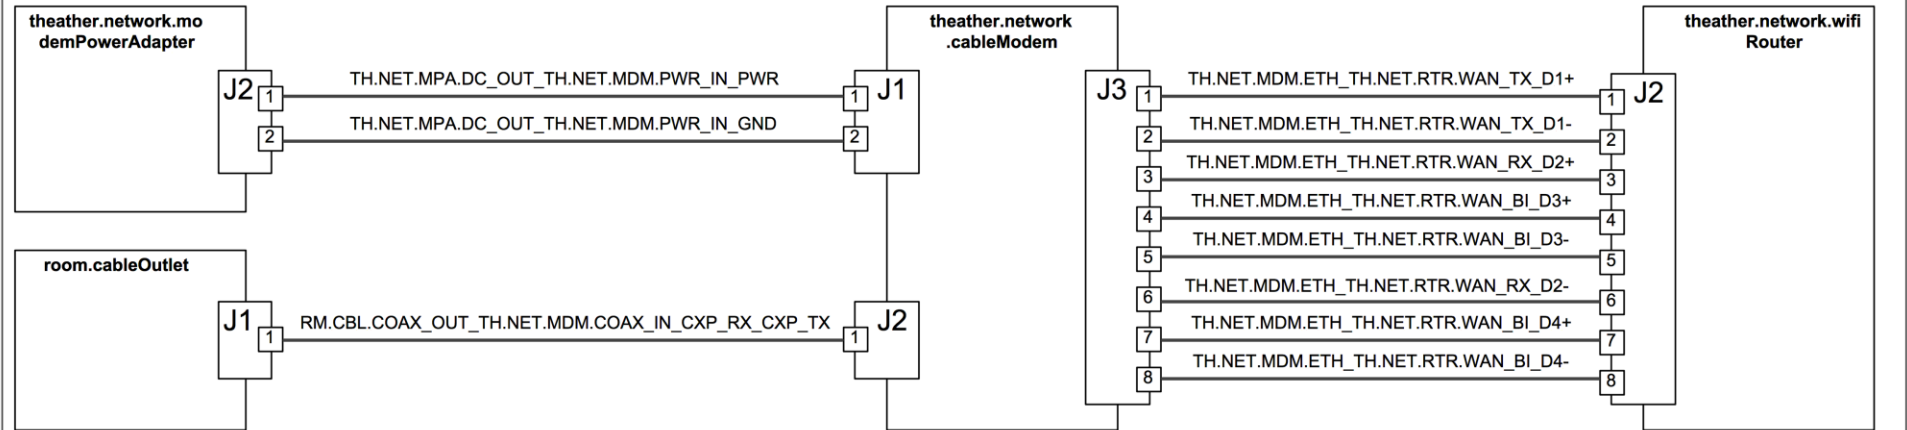 theather.network.mo
demPowerAdapter
J2
1
2
TH.NET.MPA.DC_OUT_TH.NET.MDM.PWR_IN_PWR
TH.NET.MPA.DC_OUT_TH.NET.MDM.PWR_IN_GND
room.cableOutlet
J1
1
RM.CBL.COAX_OUT_TH.NET.MDM.COAX_IN_CXP_RX_CXP_TX
theather.network
.cableModem
1
2
J1
1
J2
J3
1
2
3
4
5
6
7
8
TH.NET.MDM.ETH_TH.NET.RTR.WAN_TX_D1+
TH.NET.MDM.ETH_TH.NET.RTR.WAN_TX_D1-
TH.NET.MDM.ETH_TH.NET.RTR.WAN_RX_D2+
TH.NET.MDM.ETH_TH.NET.RTR.WAN_BI_D3+
TH.NET.MDM.ETH_TH.NET.RTR.WAN_BI_D3-
TH.NET.MDM.ETH_TH.NET.RTR.WAN_RX_D2-
TH.NET.MDM.ETH_TH.NET.RTR.WAN_BI_D4+
TH.NET.MDM.ETH_TH.NET.RTR.WAN_BI_D4-
theather.network.wifi
Router
1
2
3
4
5
6
7
8
J2